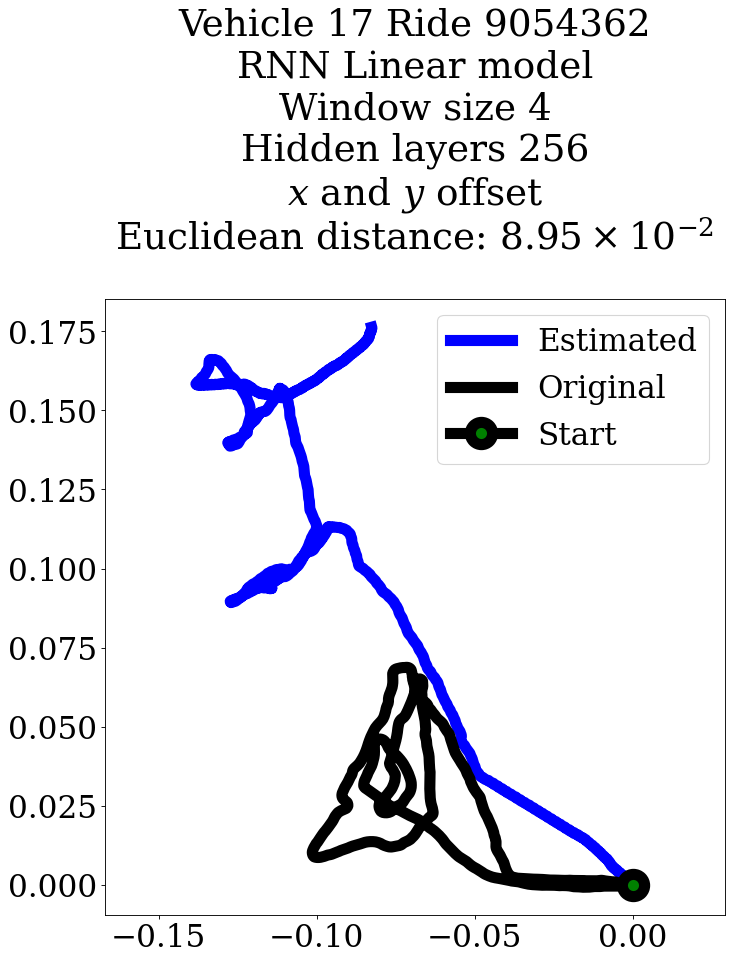 Vehicle 17 Ride 9054362
RNN Linear model
Window size 4
Hidden layers 256
x and y offset
Euclidean distance: 8.95 × 10⁻²
Estimated
Original
Start
0.175
0.150
0.125
0.100
0.075
0.050
0.025
0.000
−0.15 −0.10 −0.05 0.00